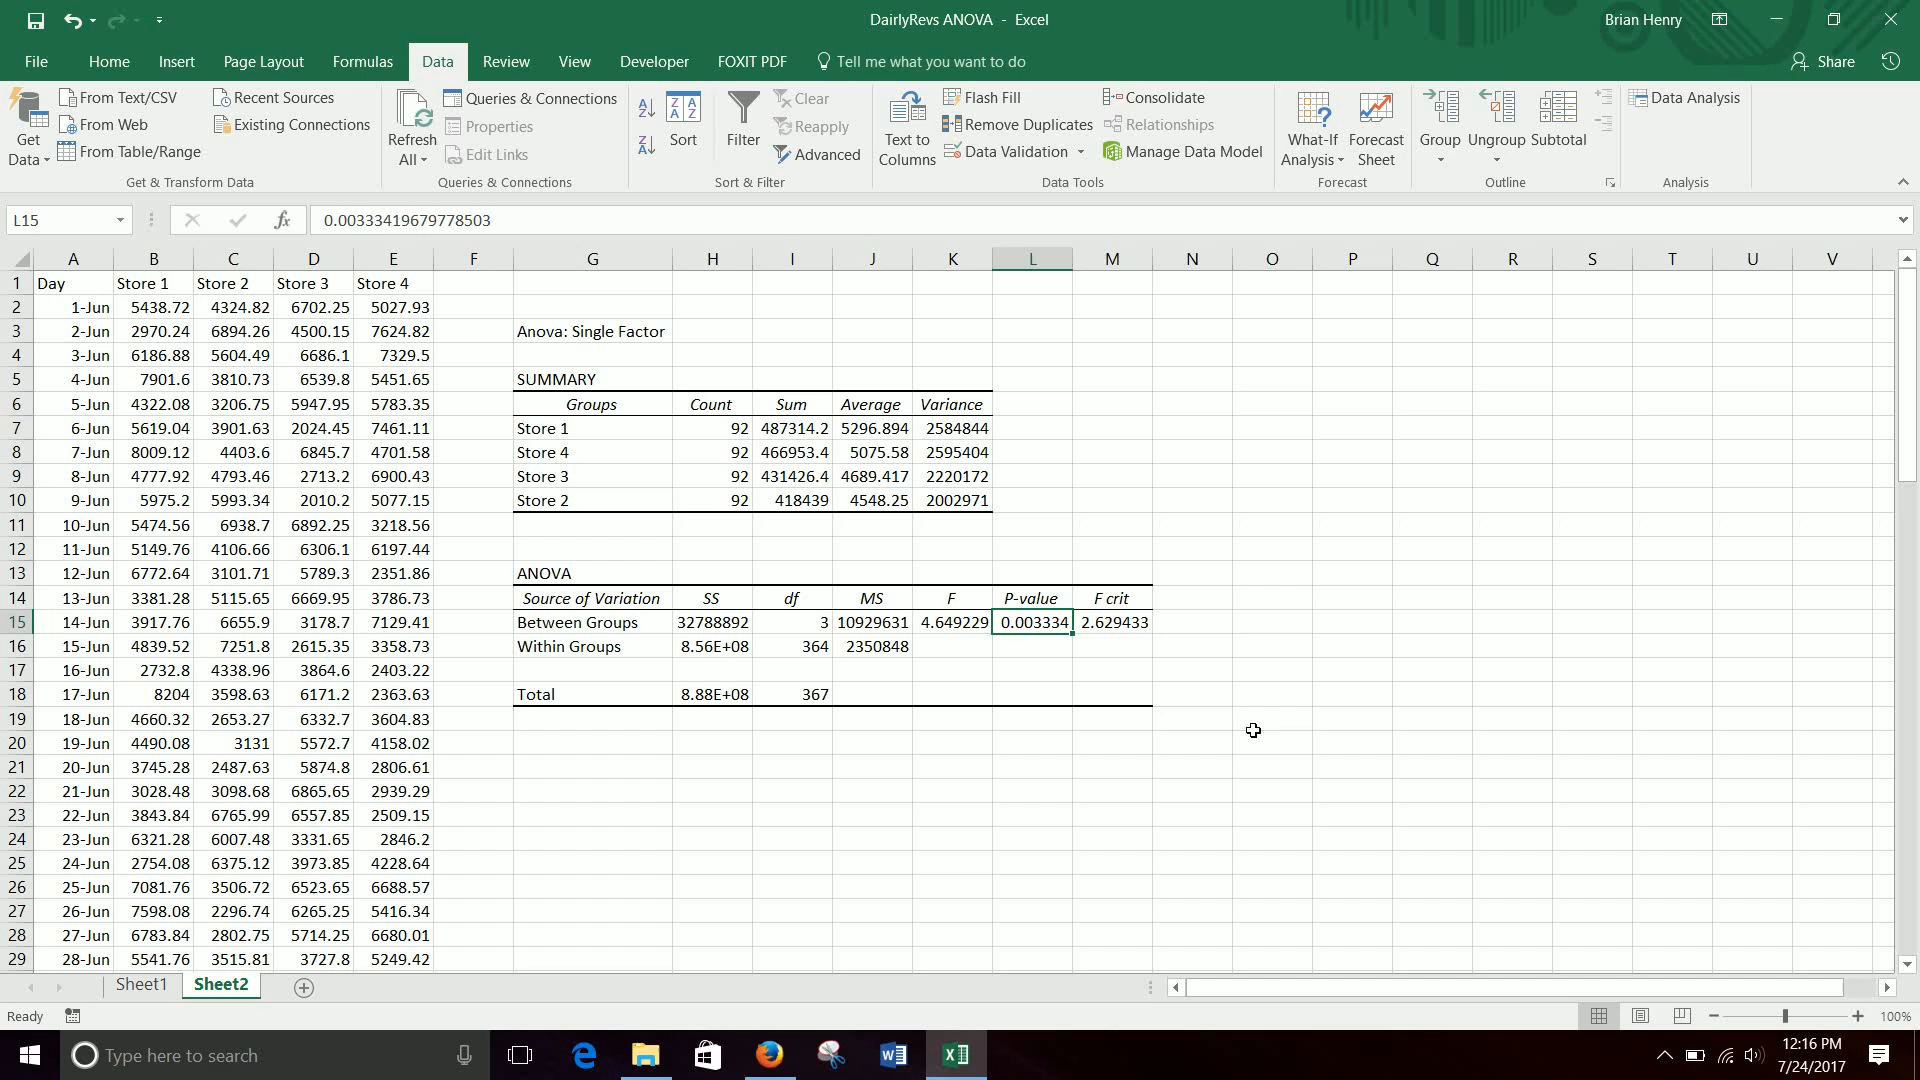 DairlyRevs ANOVA - Excel
Brian Henry
File Home Insert Page Layout Formulas Data Review View Developer FOXIT PDF Tell me what you want to do Share
Get Data
From Text/CSV
From Web
From Table/Range
Recent Sources
Existing Connections
Get & Transform Data
Refresh All
Queries & Connections
Properties
Edit Links
Queries & Connections
Sort
Filter
Clear
Reapply
Advanced
Sort & Filter
Text to Columns
Flash Fill
Remove Duplicates
Data Validation
Consolidate
Relationships
Manage Data Model
Data Tools
What-If Analysis
Forecast Sheet
Forecast
Group
Ungroup
Subtotal
Outline
Data Analysis
Analysis
L15 fx 0.00333419679778503
A B C D E F G H I J K L M N O P Q R S T U V
1 Day Store 1 Store 2 Store 3 Store 4
2 1-Jun 5438.72 4324.82 6702.25 5027.93
3 2-Jun 2970.24 6894.26 4500.15 7624.82 Anova: Single Factor
4 3-Jun 6186.88 5604.49 6686.1 7329.5
5 4-Jun 7901.6 3810.73 6539.8 5451.65 SUMMARY
6 5-Jun 4322.08 3206.75 5947.95 5783.35 Groups Count Sum Average Variance
7 6-Jun 5619.04 3901.63 2024.45 7461.11 Store 1 92 487314.2 5296.894 2584844
8 7-Jun 8009.12 4403.6 6845.7 4701.58 Store 4 92 466953.4 5075.58 2595404
9 8-Jun 4777.92 4793.46 2713.2 6900.43 Store 3 92 431426.4 4689.417 2220172
10 9-Jun 5975.2 5993.34 2010.2 5077.15 Store 2 92 418439 4548.25 2002971
11 10-Jun 5474.56 6938.7 6892.25 3218.56
12 11-Jun 5149.76 4106.66 6306.1 6197.44
13 12-Jun 6772.64 3101.71 5789.3 2351.86 ANOVA
14 13-Jun 3381.28 5115.65 6669.95 3786.73 Source of Variation SS df MS F P-value F crit
15 14-Jun 3917.76 6655.9 3178.7 7129.41 Between Groups 32788892 3 10929631 4.649229 0.003334 2.629433
16 15-Jun 4839.52 7251.8 2615.35 3358.73 Within Groups 8.56E+08 364 2350848
17 16-Jun 2732.8 4338.96 3864.6 2403.22
18 17-Jun 8204 3598.63 6171.2 2363.63 Total 8.88E+08 367
19 18-Jun 4660.32 2653.27 6332.7 3604.83
20 19-Jun 4490.08 3131 5572.7 4158.02
21 20-Jun 3745.28 2487.63 5874.8 2806.61
22 21-Jun 3028.48 3098.68 6865.65 2939.29
23 22-Jun 3843.84 6765.99 6557.85 2509.15
24 23-Jun 6321.28 6007.48 3331.65 2846.2
25 24-Jun 2754.08 6375.12 3973.85 4228.64
26 25-Jun 7081.76 3506.72 6523.65 6688.57
27 26-Jun 7598.08 2296.74 6265.25 5416.34
28 27-Jun 6783.84 2802.75 5714.25 6680.01
29 28-Jun 5541.76 3515.81 3727.8 5249.42
Sheet1 Sheet2
Ready 100%
Type here to search
12:16 PM
7/24/2017